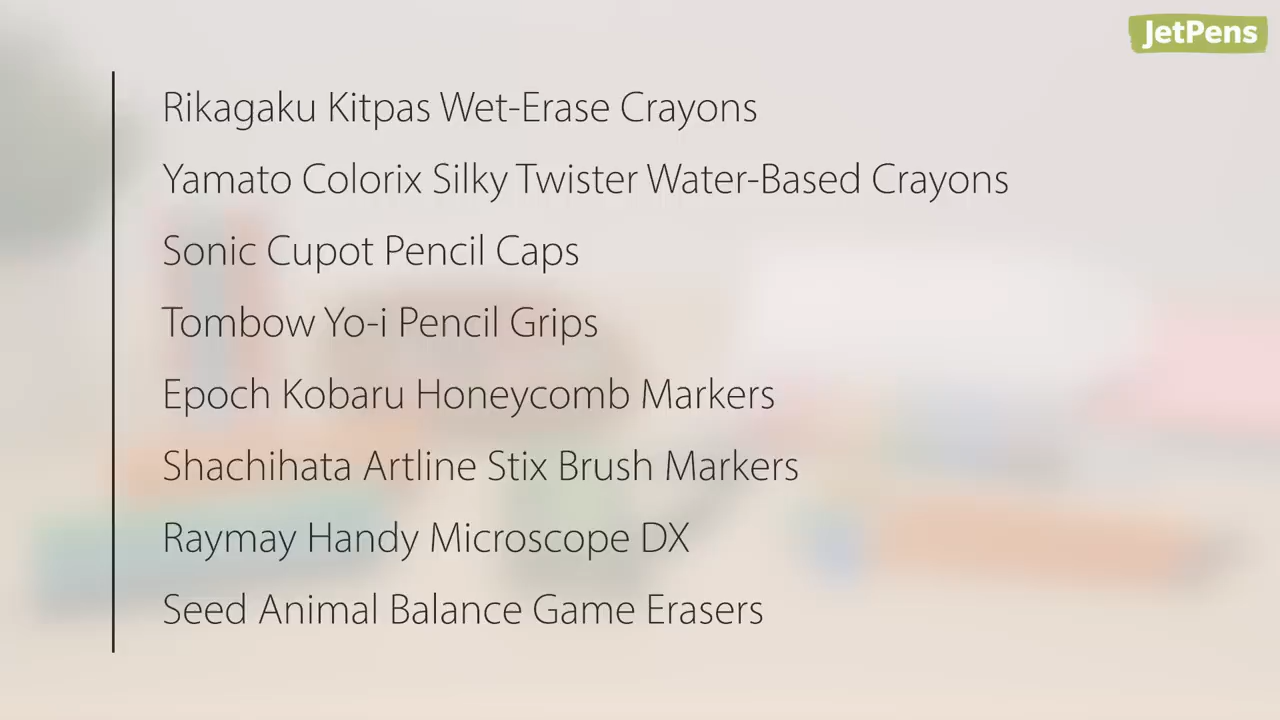 JetPens
Rikagaku Kitpas Wet-Erase Crayons
Yamato Colorix Silky Twister Water-Based Crayons
Sonic Cupot Pencil Caps
Tombow Yo-i Pencil Grips
Epoch Kobaru Honeycomb Markers
Shachihata Artline Stix Brush Markers
Raymay Handy Microscope DX
Seed Animal Balance Game Erasers